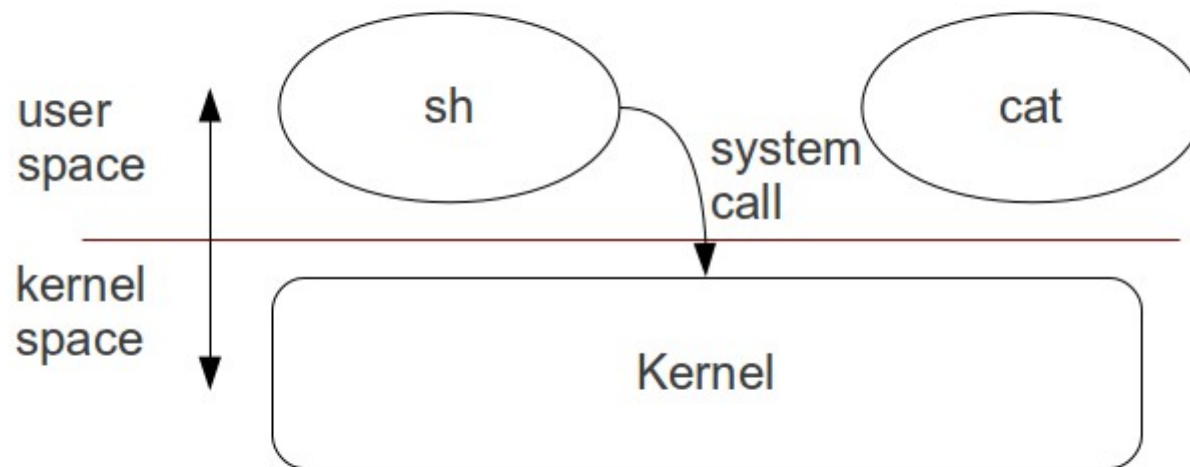 user
space
sh
system
call
cat
kernel
space
Kernel